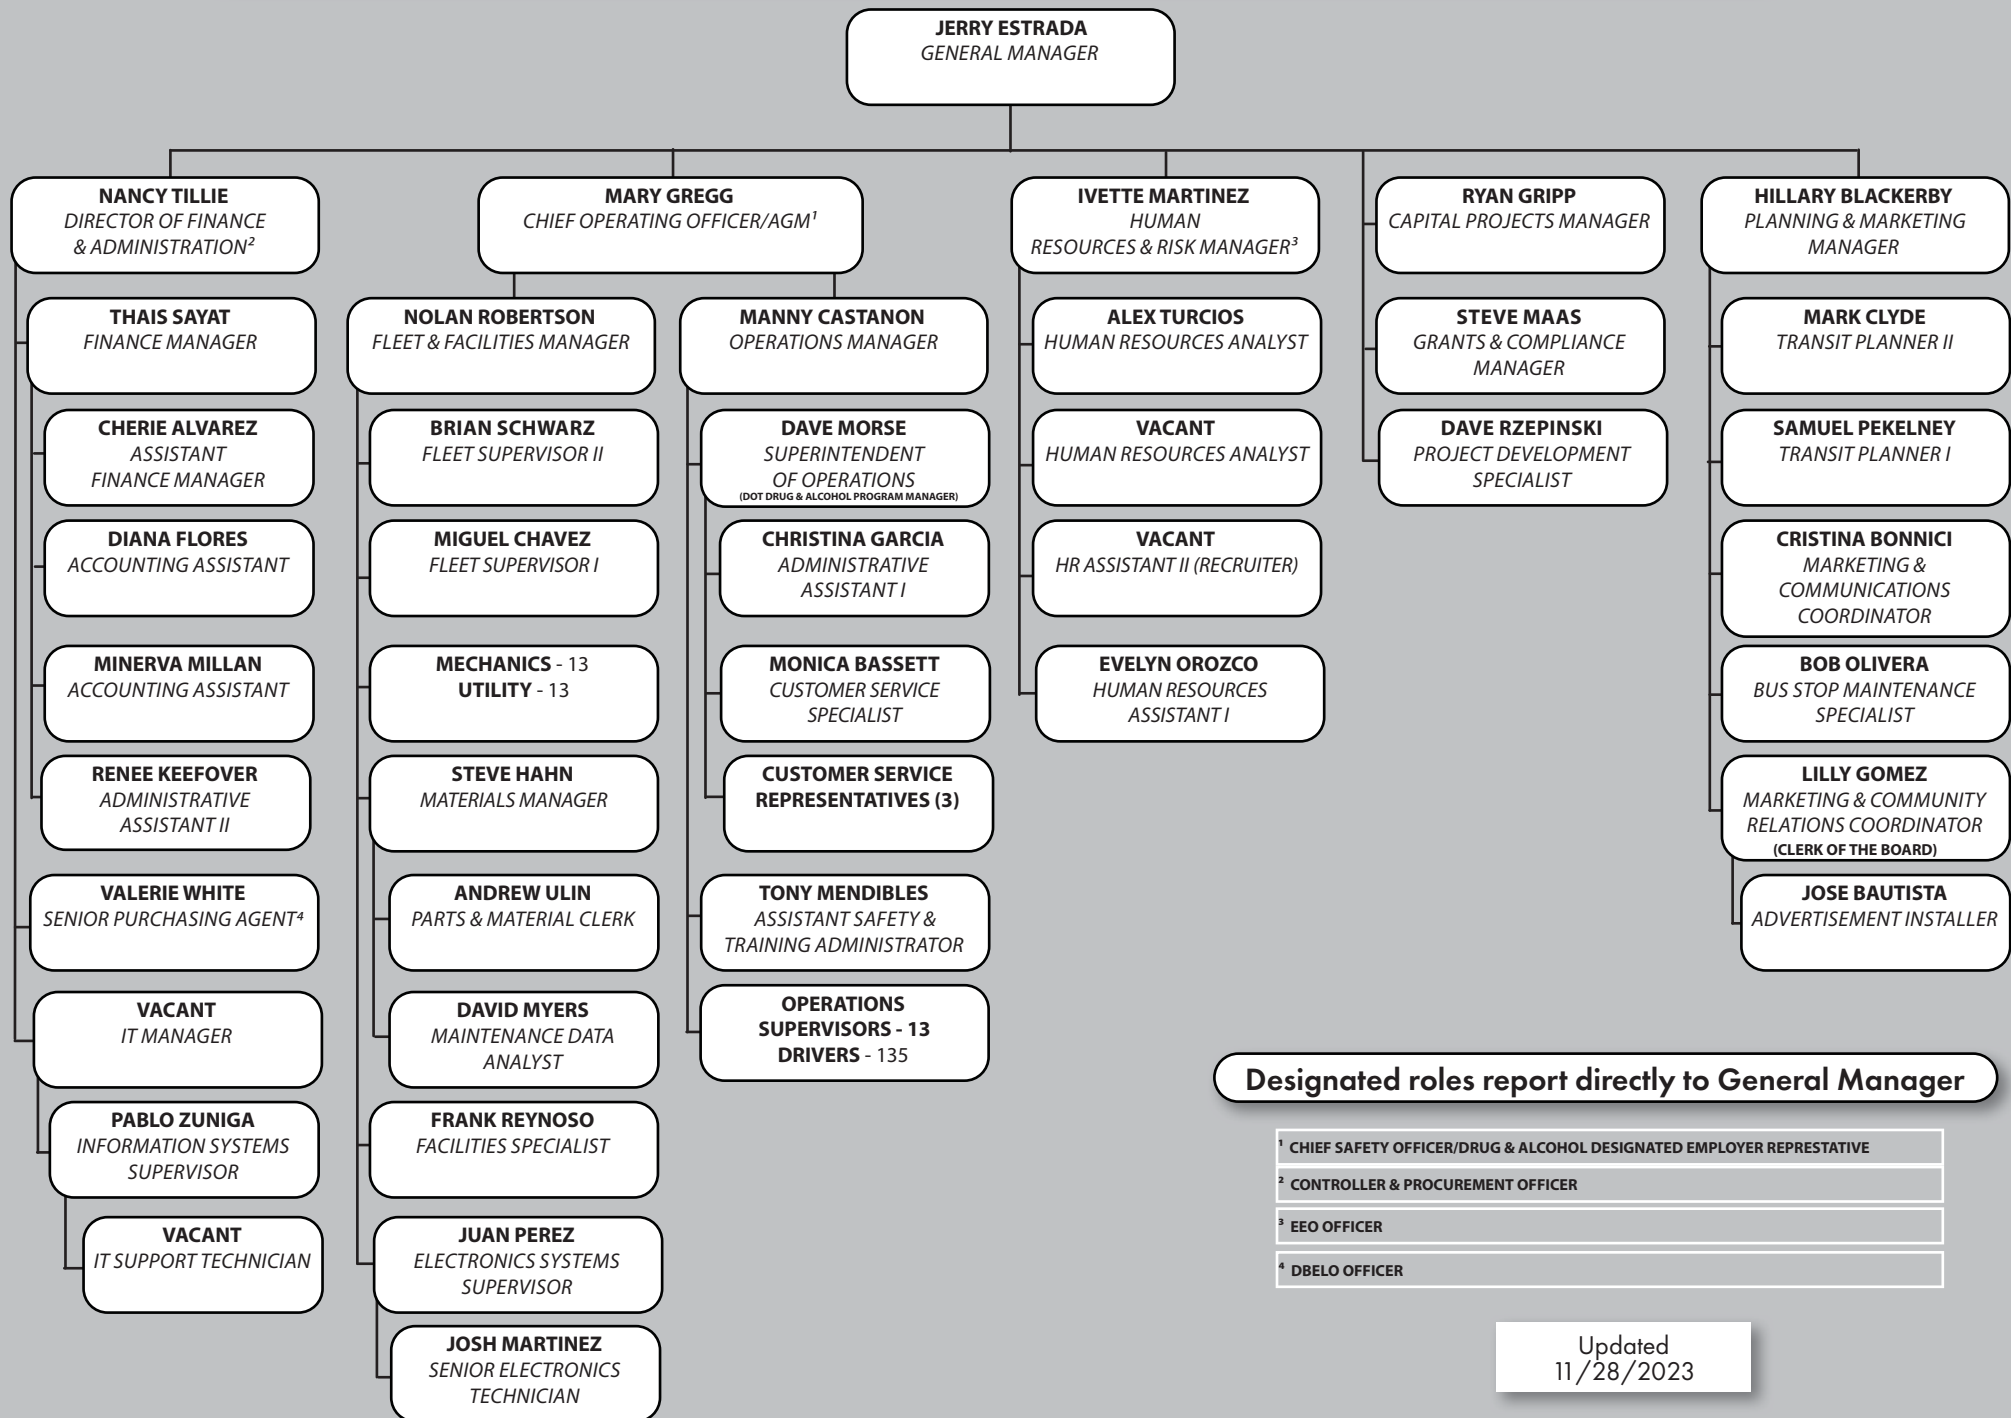 JERRY ESTRADA
GENERAL MANAGER
NANCY TILLIE
DIRECTOR OF FINANCE
& ADMINISTRATION²
THAIS SAYAT
FINANCE MANAGER
CHERIE ALVAREZ
ASSISTANT
FINANCE MANAGER
DIANA FLORES
ACCOUNTING ASSISTANT
MINERVA MILLAN
ACCOUNTING ASSISTANT
RENEE KEEFOVER
ADMINISTRATIVE
ASSISTANT II
VALERIE WHITE
SENIOR PURCHASING AGENT⁴
VACANT
IT MANAGER
PABLO ZUNIGA
INFORMATION SYSTEMS
SUPERVISOR
VACANT
IT SUPPORT TECHNICIAN
MARY GREGG
CHIEF OPERATING OFFICER/AGM¹
NOLAN ROBERTSON
FLEET & FACILITIES MANAGER
BRIAN SCHWARZ
FLEET SUPERVISOR II
MIGUEL CHAVEZ
FLEET SUPERVISOR I
MECHANICS - 13
UTILITY - 13
STEVE HAHN
MATERIALS MANAGER
ANDREW ULIN
PARTS & MATERIAL CLERK
DAVID MYERS
MAINTENANCE DATA
ANALYST
FRANK REYNOSO
FACILITIES SPECIALIST
JUAN PEREZ
ELECTRONICS SYSTEMS
SUPERVISOR
JOSH MARTINEZ
SENIOR ELECTRONICS
TECHNICIAN
MANNY CASTANON
OPERATIONS MANAGER
DAVE MORSE
SUPERINTENDENT
OF OPERATIONS
(DOT DRUG & ALCOHOL PROGRAM MANAGER)
CHRISTINA GARCIA
ADMINISTRATIVE
ASSISTANT I
MONICA BASSETT
CUSTOMER SERVICE
SPECIALIST
CUSTOMER SERVICE
REPRESENTATIVES (3)
TONY MENDIBLES
ASSISTANT SAFETY &
TRAINING ADMINISTRATOR
OPERATIONS
SUPERVISORS - 13
DRIVERS - 135
IVETTE MARTINEZ
HUMAN
RESOURCES & RISK MANAGER³
ALEX TURCIOS
HUMAN RESOURCES ANALYST
VACANT
HUMAN RESOURCES ANALYST
VACANT
HR ASSISTANT II (RECRUITER)
EVELYN OROZCO
HUMAN RESOURCES
ASSISTANT I
RYAN GRIPP
CAPITAL PROJECTS MANAGER
STEVE MAAS
GRANTS & COMPLIANCE
MANAGER
DAVE RZEPINSKI
PROJECT DEVELOPMENT
SPECIALIST
HILLARY BLACKERBY
PLANNING & MARKETING
MANAGER
MARK CLYDE
TRANSIT PLANNER II
SAMUEL PEKELNEY
TRANSIT PLANNER I
CRISTINA BONNICI
MARKETING &
COMMUNICATIONS
COORDINATOR
BOB OLIVERA
BUS STOP MAINTENANCE
SPECIALIST
LILLY GOMEZ
MARKETING & COMMUNITY
RELATIONS COORDINATOR
(CLERK OF THE BOARD)
JOSE BAUTISTA
ADVERTISEMENT INSTALLER
Designated roles report directly to General Manager
¹ CHIEF SAFETY OFFICER/DRUG & ALCOHOL DESIGNATED EMPLOYER REPRESTATIVE
² CONTROLLER & PROCUREMENT OFFICER
³ EEO OFFICER
⁴ DBELO OFFICER
Updated
11/28/2023